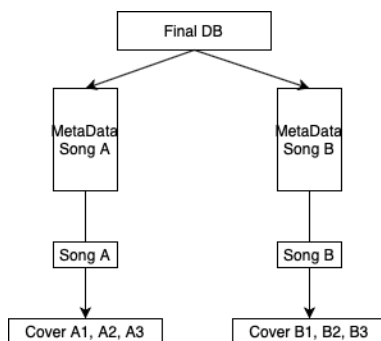 Final DB
MetaData
Song A
MetaData
Song B
Song A
Song B
Cover A1, A2, A3
Cover B1, B2, B3